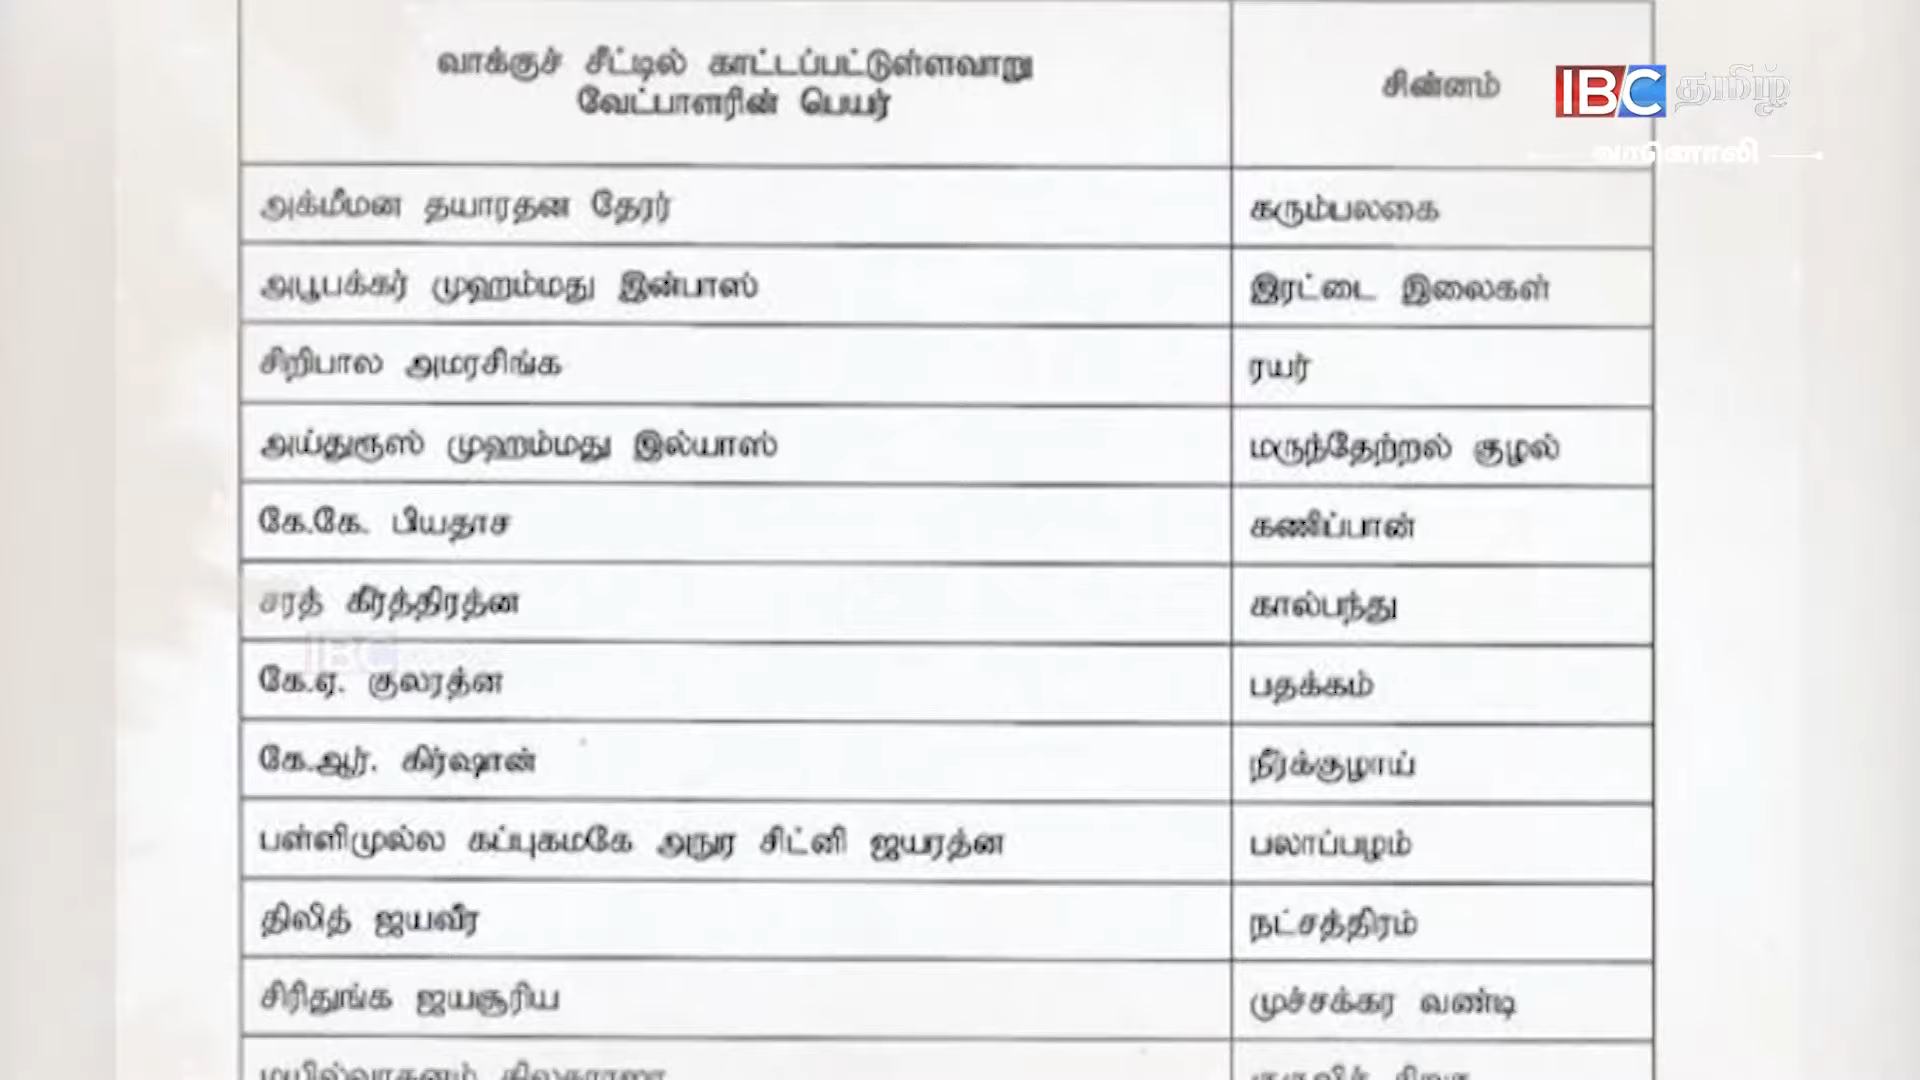 வாக்குச் சீட்டில் காட்டப்பட்டுள்ளவாறு
வேட்பாளரின் பெயர்
சின்னம்
IBC தமிழ்
வானொலி
அக்மீமன தயாரதன தேரர் கரும்பலகை
அபூபக்கர் முஹம்மது இன்பாஸ் இரட்டை இலைகள்
சிறிபால அமரசிங்க ரயர்
அய்துரூஸ் முஹம்மது இல்யாஸ் மருந்தேற்றல் குழல்
கே.கே. பியதாச கணிப்பான்
சரத் கீர்த்திரத்ன கால்பந்து
IBC
கே.ஏ. குலரத்ன பதக்கம்
கே.ஆர். கிர்ஷான் நீர்க்குழாய்
பள்ளிமுல்ல கப்புகமகே அநுர சிட்னி ஜயரத்ன பலாப்பழம்
திலித் ஜயவீர நட்சத்திரம்
சிரிதுங்க ஜயசூரிய முச்சக்கர வண்டி